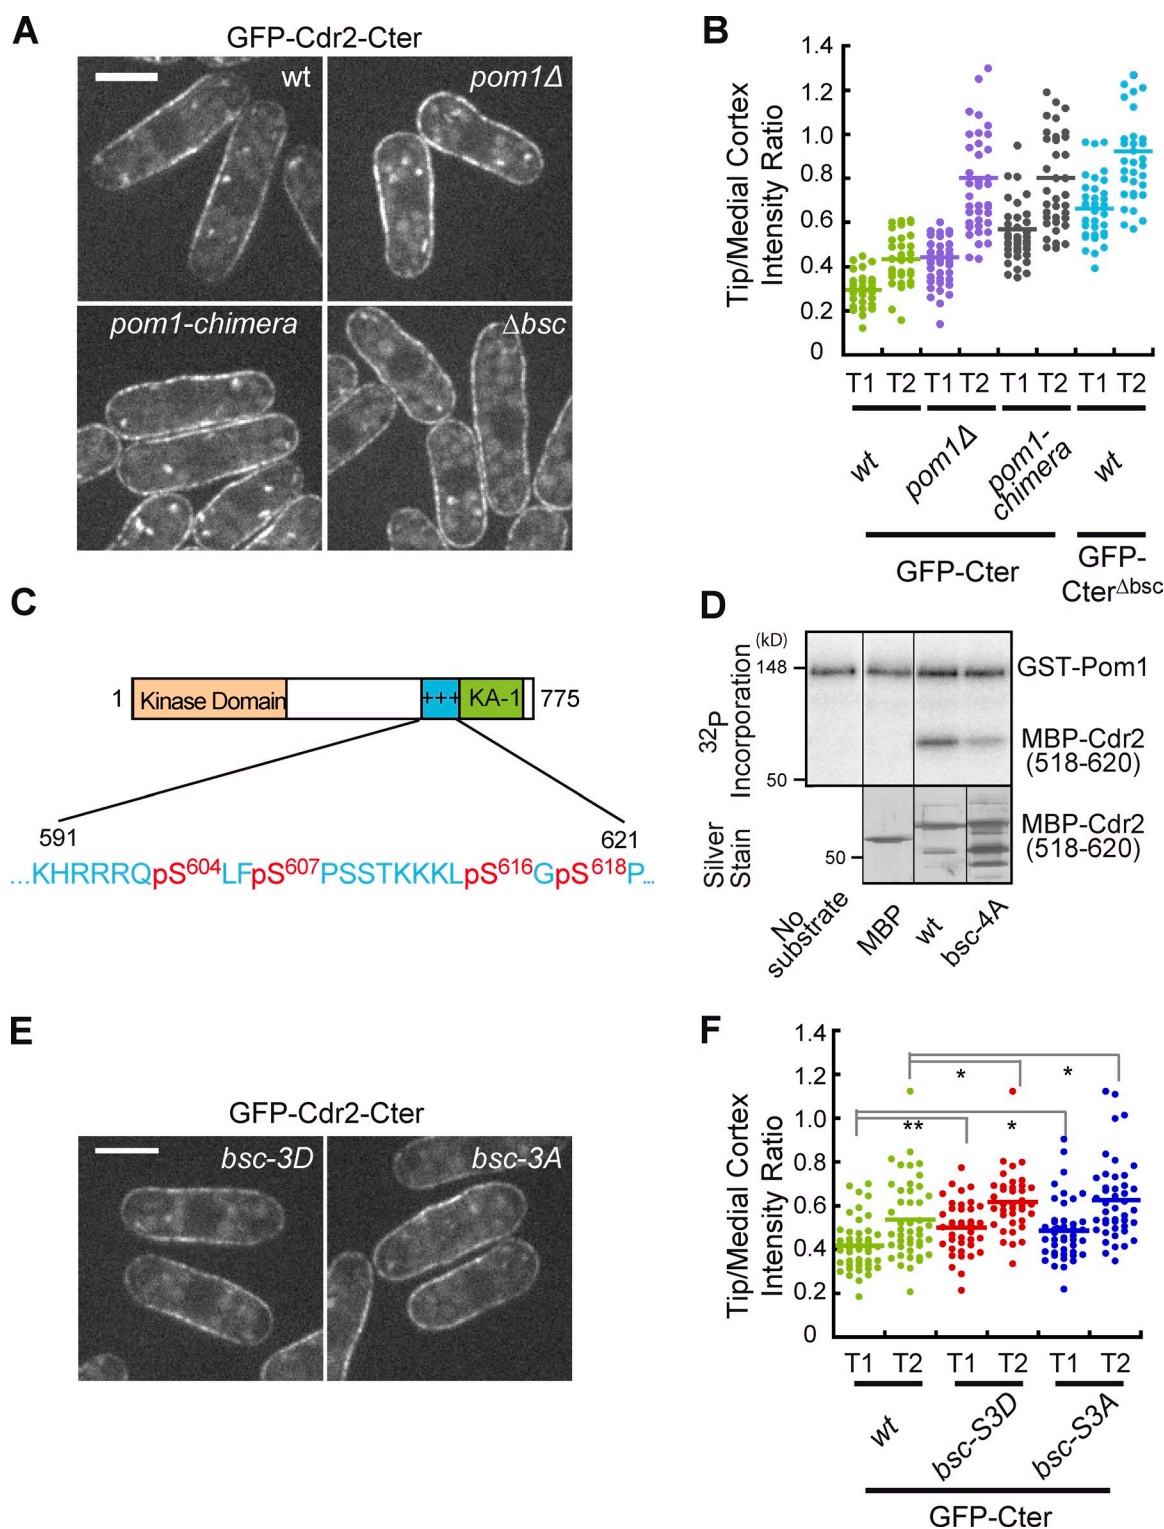 A
GFP-Cdr2-Cter
wt
pom1Δ
pom1-chimera
Δbsc
B
Tip/Medial Cortex
Intensity Ratio
1.4
1.2
1.0
0.8
0.6
0.4
0.2
0
T1 T2 T1 T2 T1 T2 T1 T2
wt
pom1Δ
pom1-
chimera
wt
GFP-Cter
GFP-
CterΔbsc
C
1
Kinase Domain
+++
KA-1
775
591
621
...KHRRRQpS604LFpS607PSSTKKKLpS616GpS618P...
D
(kD)
148
50
32P
Incorporation
GST-Pom1
MBP-Cdr2
(518-620)
Silver
Stain
50
MBP-Cdr2
(518-620)
No
substrate
MBP
wt
bsc-4A
E
GFP-Cdr2-Cter
bsc-3D
bsc-3A
F
Tip/Medial Cortex
Intensity Ratio
1.4
1.2
1.0
0.8
0.6
0.4
0.2
0
* *
** *
T1 T2 T1 T2 T1 T2
wt
bsc-S3D
bsc-S3A
GFP-Cter